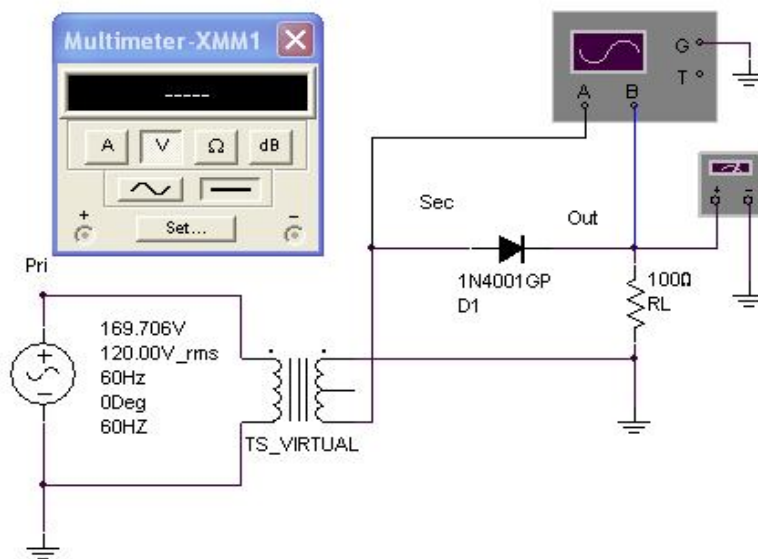 Multimeter-XMM1
-----
A V Ω dB
+ Set... −
G
T
A B
+ −
Sec
Out
Pri
1N4001GP
D1
100Ω
RL
+
−
169.706V
120.00V_rms
60Hz
0Deg
60HZ
TS_VIRTUAL